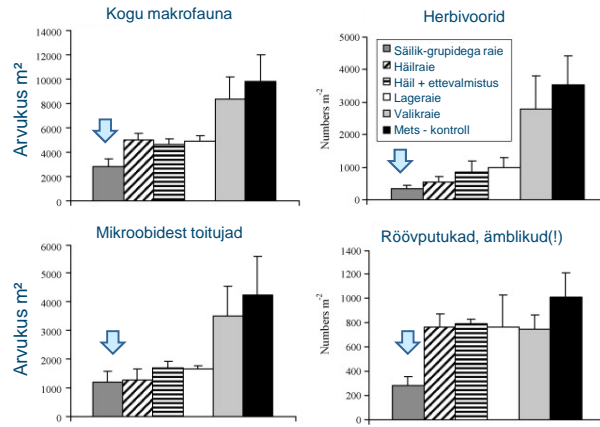 Kogu makrofauna
Arvukus m²
14000
12000
10000
8000
6000
4000
2000
0
Herbivoorid
Numbers m⁻²
5000
4000
3000
2000
1000
0
Säilik-grupidega raie
Häilraie
Häil + ettevalmistus
Lageraie
Valikraie
Mets - kontroll
Mikroobidest toitujad
Arvukus m²
6000
5000
4000
3000
2000
1000
0
Röövputukad, ämblikud(!)
Numbers m⁻²
1400
1200
1000
800
600
400
200
0